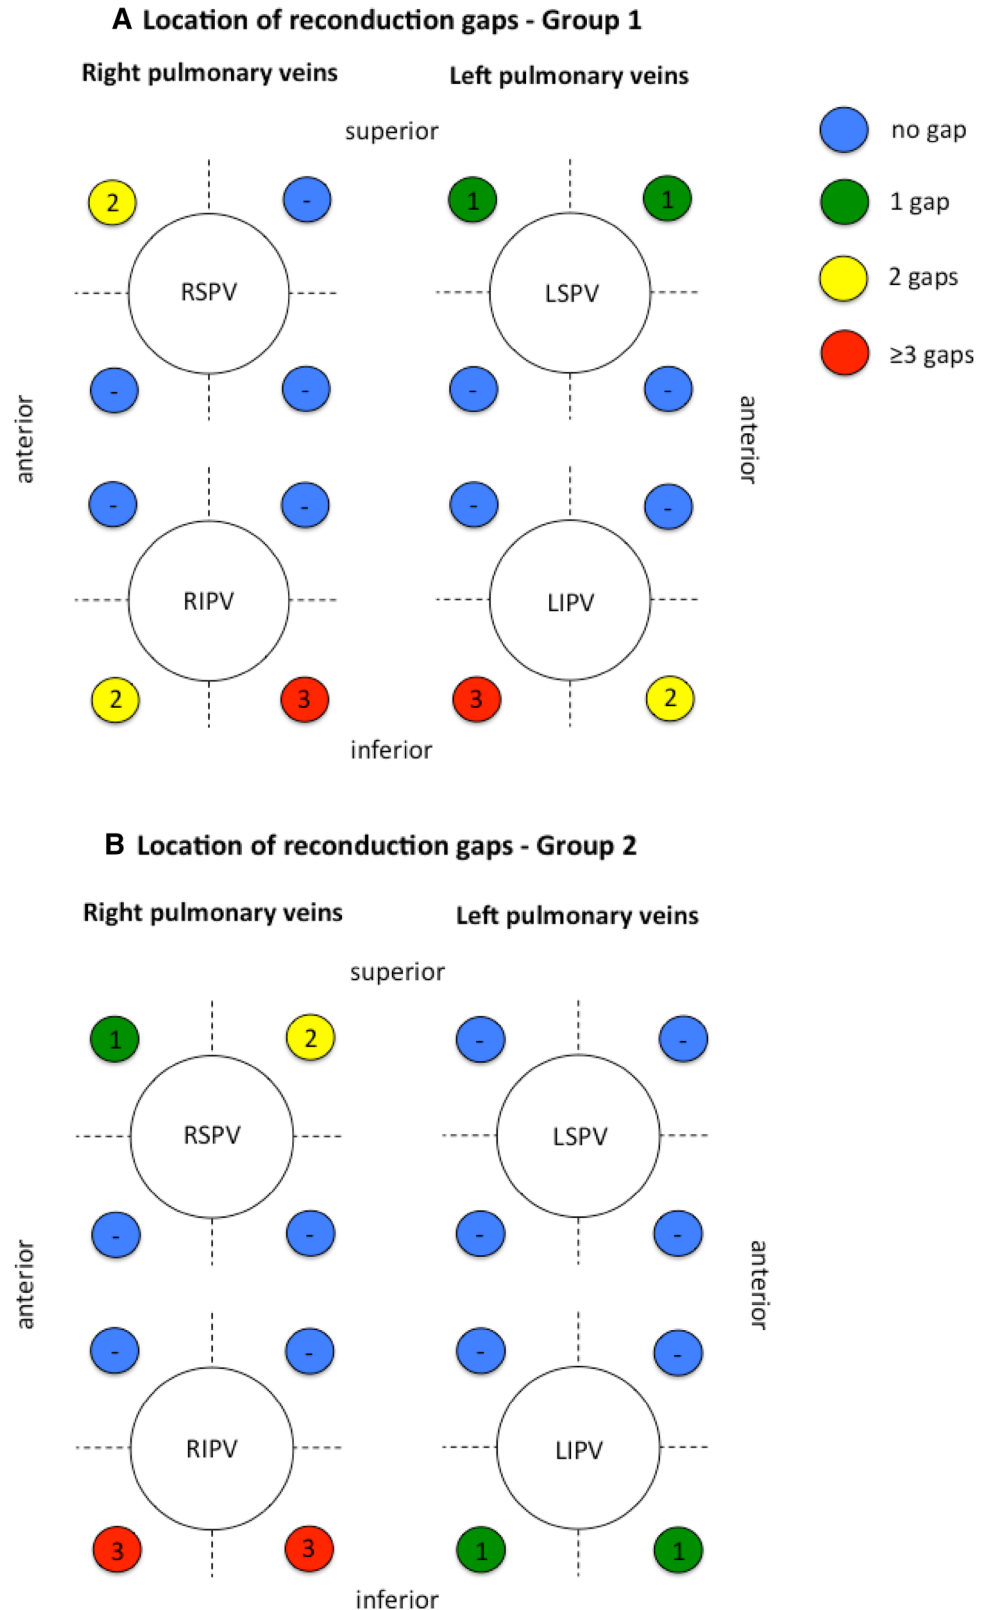 A Location of reconduction gaps - Group 1
Right pulmonary veins
Left pulmonary veins
superior
no gap
1 gap
2 gaps
≥3 gaps
2
-
1
1
RSPV
LSPV
-
-
-
-
anterior
anterior
-
-
-
-
RIPV
LIPV
2
3
3
2
inferior
B Location of reconduction gaps - Group 2
Right pulmonary veins
Left pulmonary veins
superior
1
2
-
-
RSPV
LSPV
-
-
-
-
anterior
anterior
-
-
-
-
RIPV
LIPV
3
3
1
1
inferior